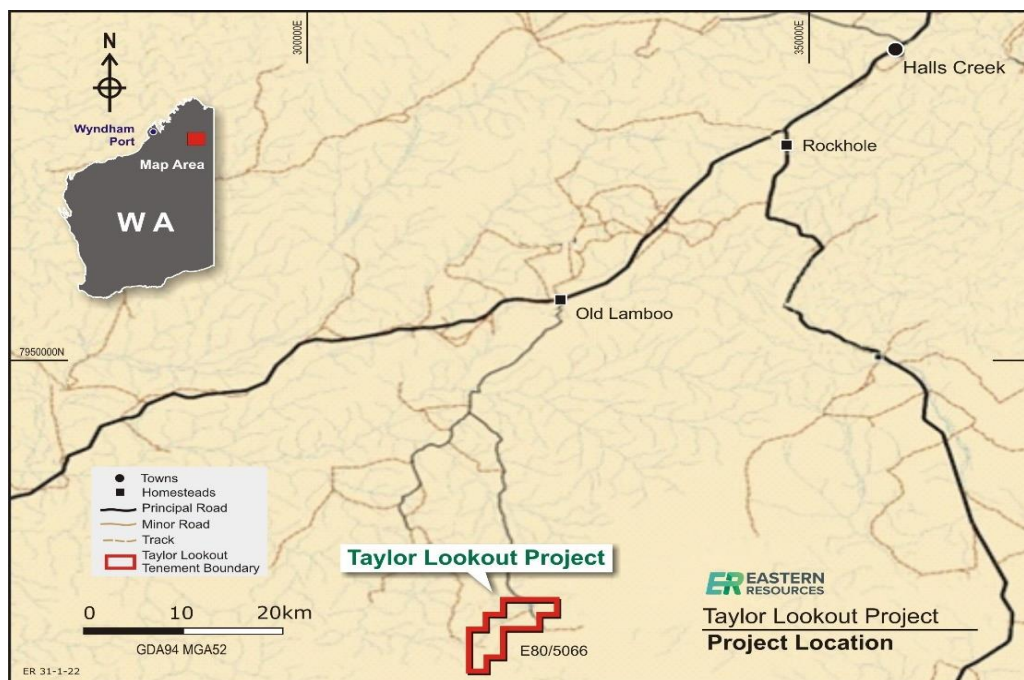 300000E
350000E
N
Halls Creek
Wyndham
Port
Map Area
Rockhole
WA
Old Lamboo
7950000N
Towns
Homesteads
Principal Road
Minor Road
Track
Taylor Lookout
Tenement Boundary
Taylor Lookout Project
0 10 20km
GDA94 MGA52
E80/5066
ER EASTERN
RESOURCES
Taylor Lookout Project
Project Location
ER 31-1-22